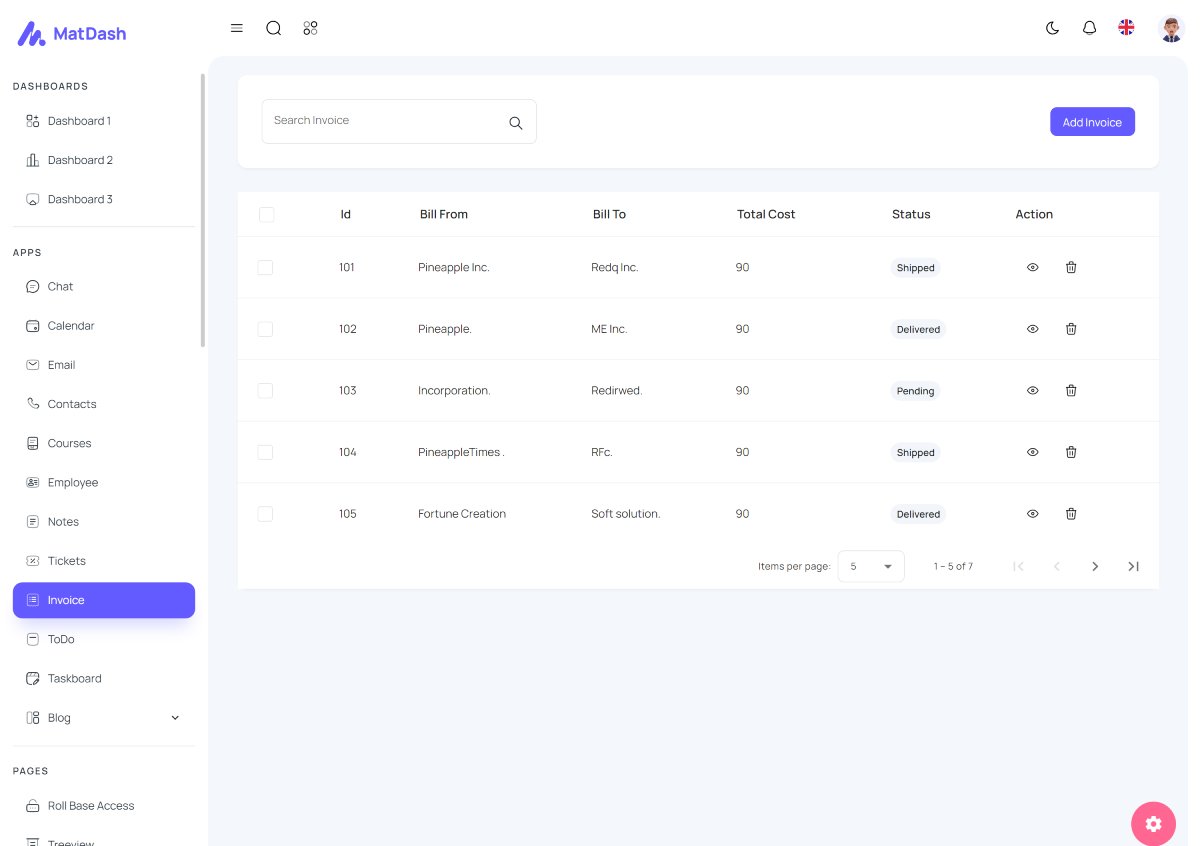 MatDash
DASHBOARDS
Dashboard 1
Dashboard 2
Dashboard 3
APPS
Chat
Calendar
Email
Contacts
Courses
Employee
Notes
Tickets
Invoice
ToDo
Taskboard
Blog
PAGES
Roll Base Access
Treeview
Search Invoice
Add Invoice
Id Bill From Bill To Total Cost Status Action
101 Pineapple Inc. Redq Inc. 90 Shipped
102 Pineapple. ME Inc. 90 Delivered
103 Incorporation. Redirwed. 90 Pending
104 PineappleTimes . RFc. 90 Shipped
105 Fortune Creation Soft solution. 90 Delivered
Items per page: 5 1 – 5 of 7